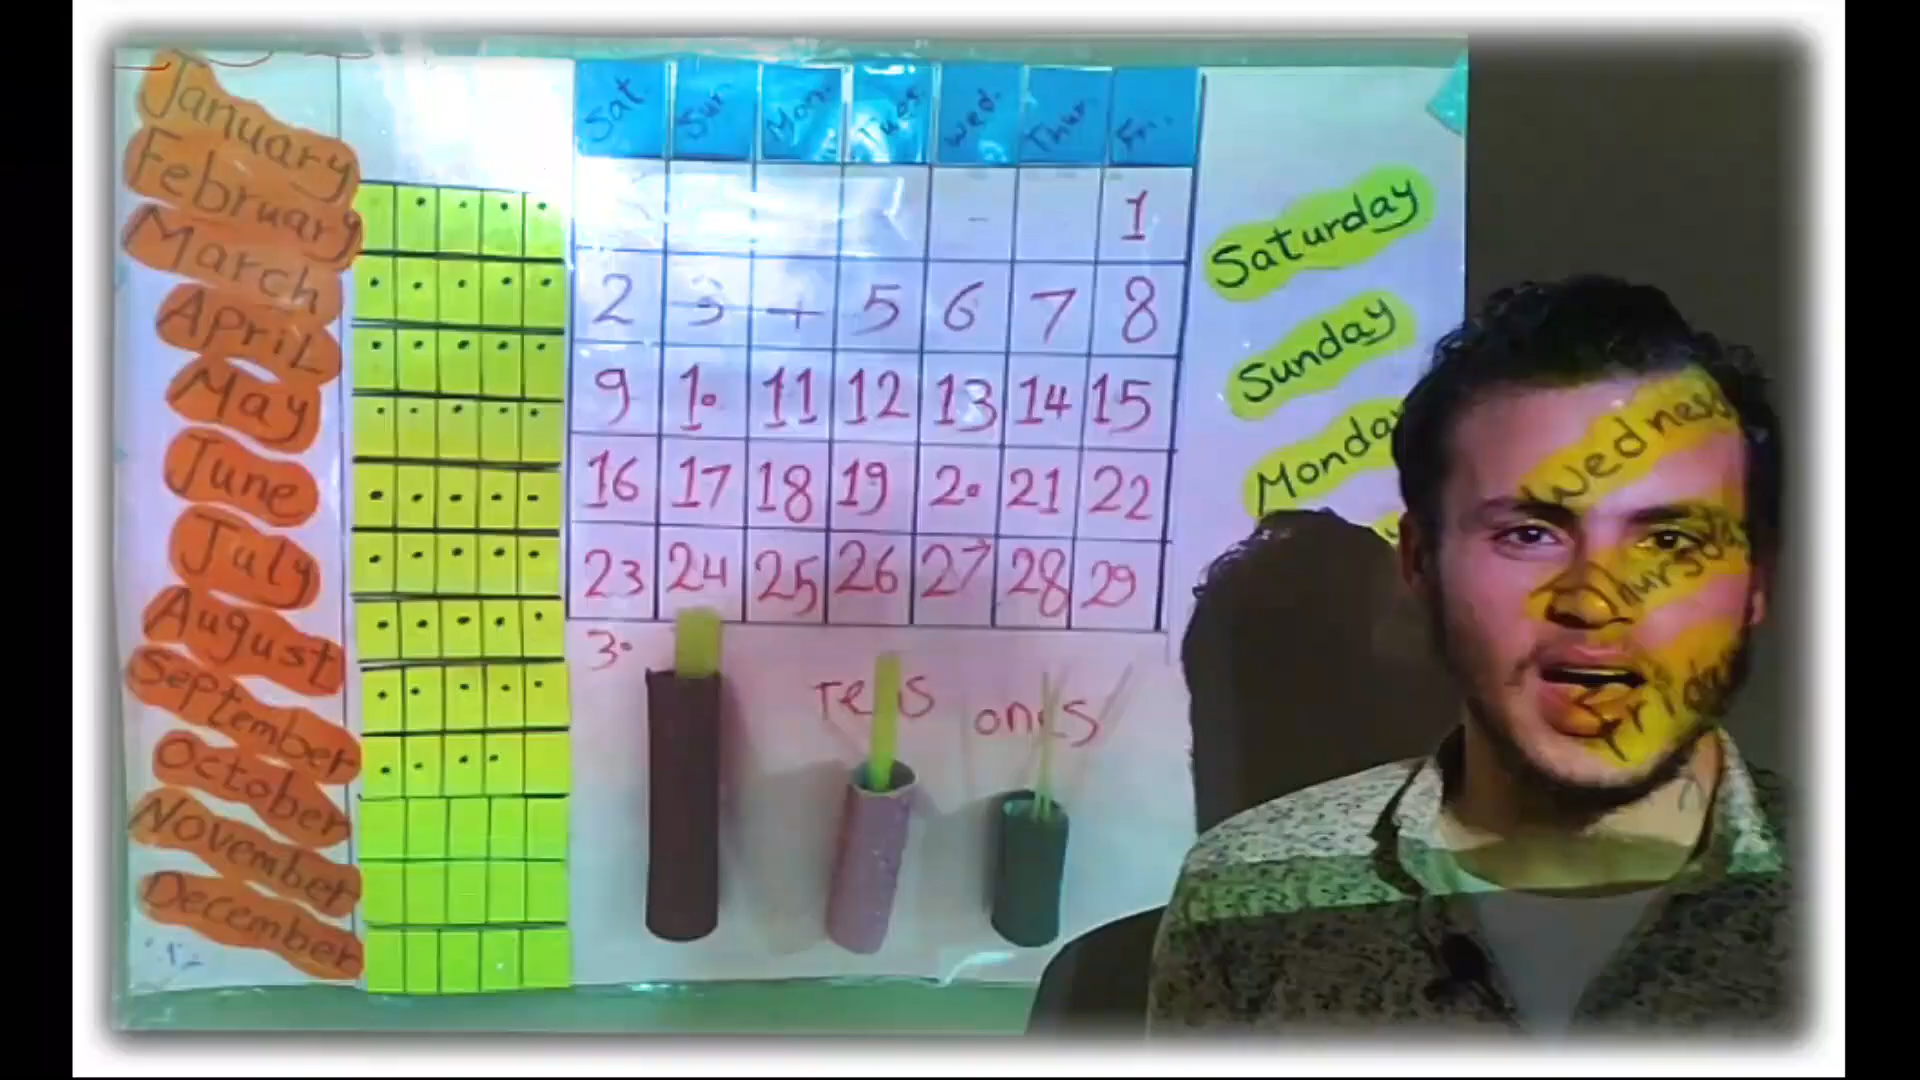 January
February
March
April
May
June
July
August
September
October
November
December
Sat. Sun. Mon. Tues. Wed. Thur. Fri.
1
2 3 4 5 6 7 8
9 10 11 12 13 14 15
16 17 18 19 20 21 22
23 24 25 26 27 28 29
30
Tens ones
Saturday
Sunday
Monday
Wednesday
Thursday
Friday